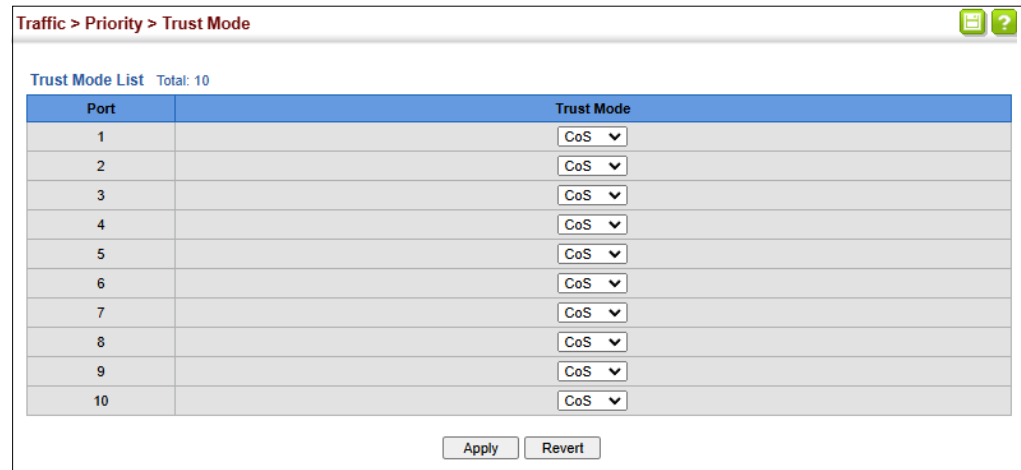 Traffic > Priority > Trust Mode
?
Trust Mode List Total: 10
Port Trust Mode
1 CoS
2 CoS
3 CoS
4 CoS
5 CoS
6 CoS
7 CoS
8 CoS
9 CoS
10 CoS
Apply Revert